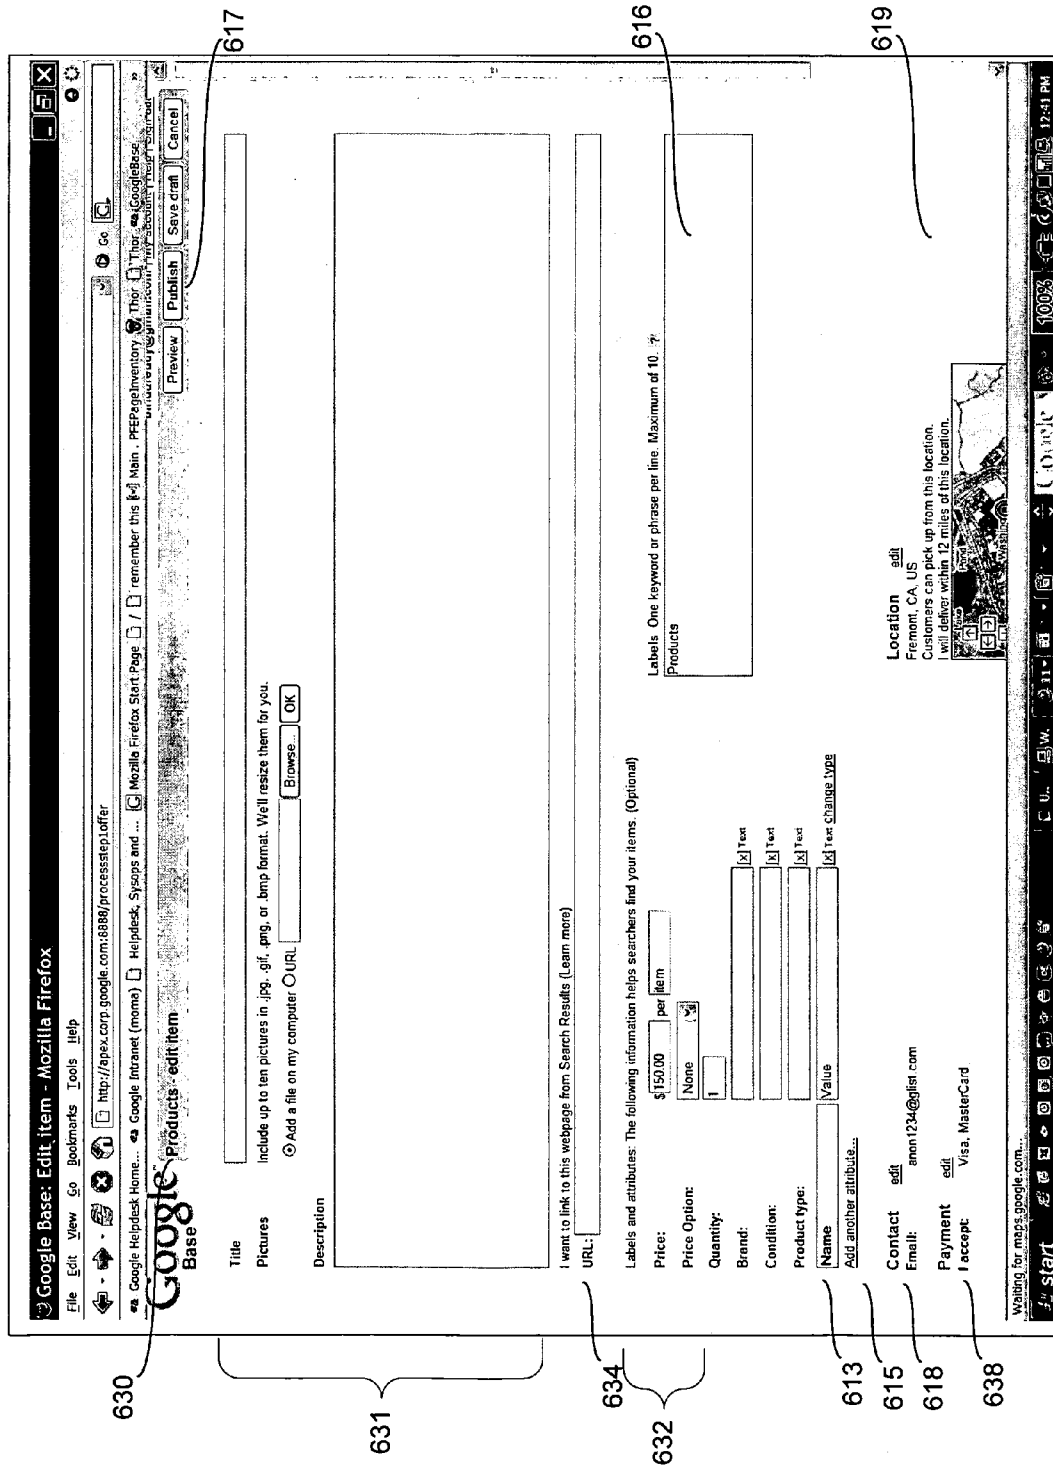 Google Base: Edit item - Mozilla Firefox
File Edit View Go Bookmarks Tools Help
http://apex.corp.google.com:8888/processstep1offer
Go
Google Helpdesk Home... Google Intranet (moma) Helpdesk, Sysops and ... Mozilla Firefox Start Page / remember this Main . PFEPageInventory Thor Thor GoogleBase
My Account | Help | Sign out
Google Base
Products - edit item
Preview Publish Save draft Cancel
617
630
Title
Pictures Include up to ten pictures in .jpg, .gif, .png, or .bmp format. We'll resize them for you.
Add a file on my computer URL Browse... OK
Description
631
I want to link to this webpage from Search Results (Learn more)
URL:
634
Labels and attributes: The following information helps searchers find your items. (Optional)
632
Price: $ 150.00 per item
Price Option: None
Quantity: 1
Brand: X Text
Condition: X Text
Product type: X Text
Name Value X Text change type
613
Add another attribute...
615
Labels One keyword or phrase per line. Maximum of 10. ?
Products
616
Contact edit
Email: anon1234@glist.com
618
Payment edit
I accept: Visa, MasterCard
638
Location edit
Fremont, CA, US
Customers can pick up from this location.
I will deliver within 12 miles of this location.
619
Pond
Washington
Waiting for maps.google.com...
start
U..
W.
Google
100%
12:41 PM